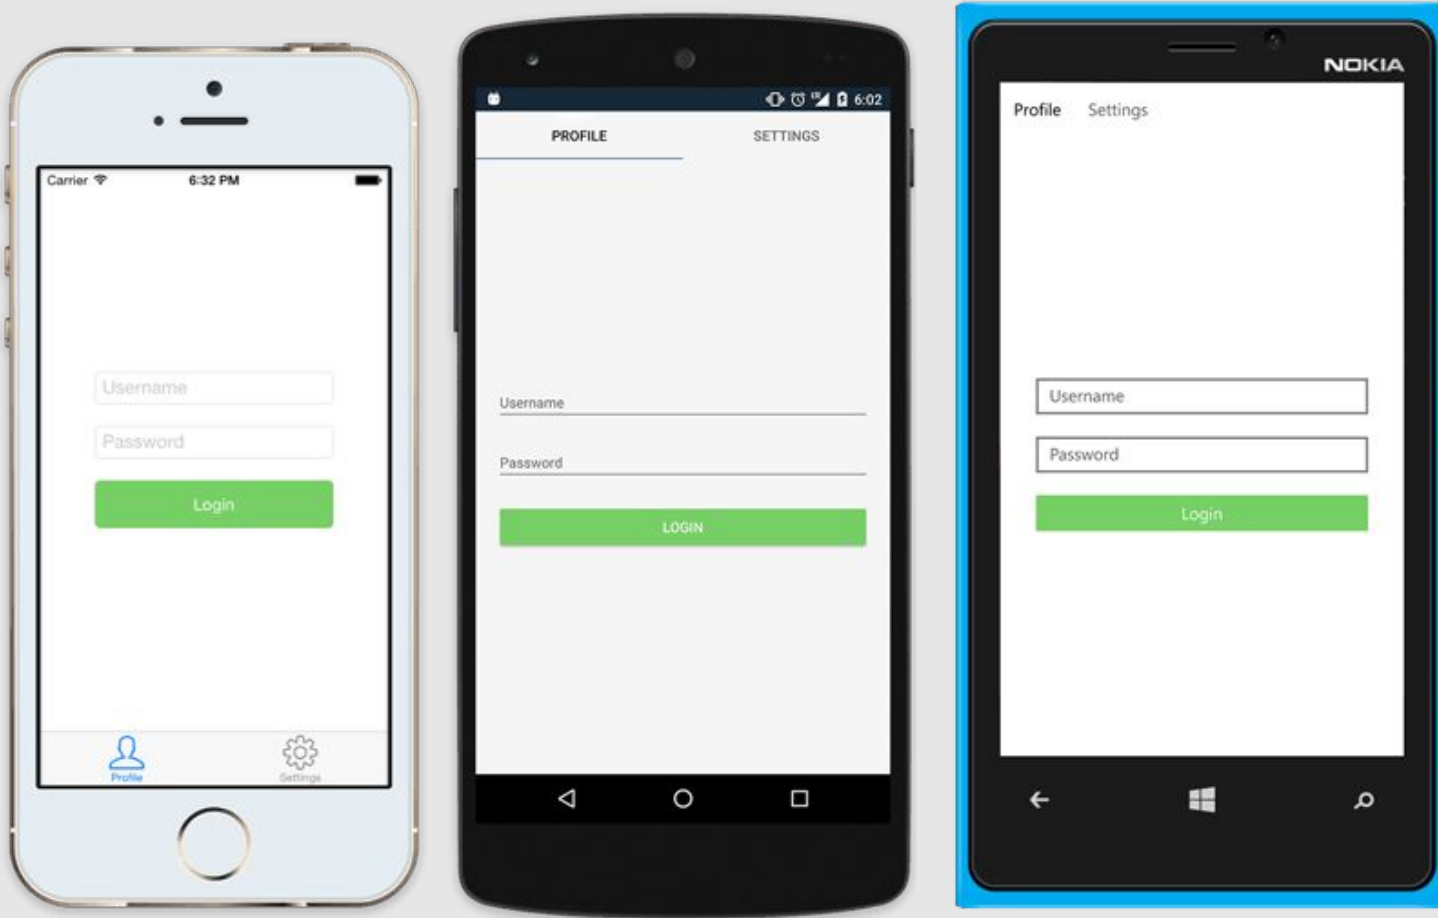 Carrier 6:32 PM
Username
Password
Login
Profile Settings
6:02
PROFILE SETTINGS
Username
Password
LOGIN
NOKIA
Profile Settings
Username
Password
Login